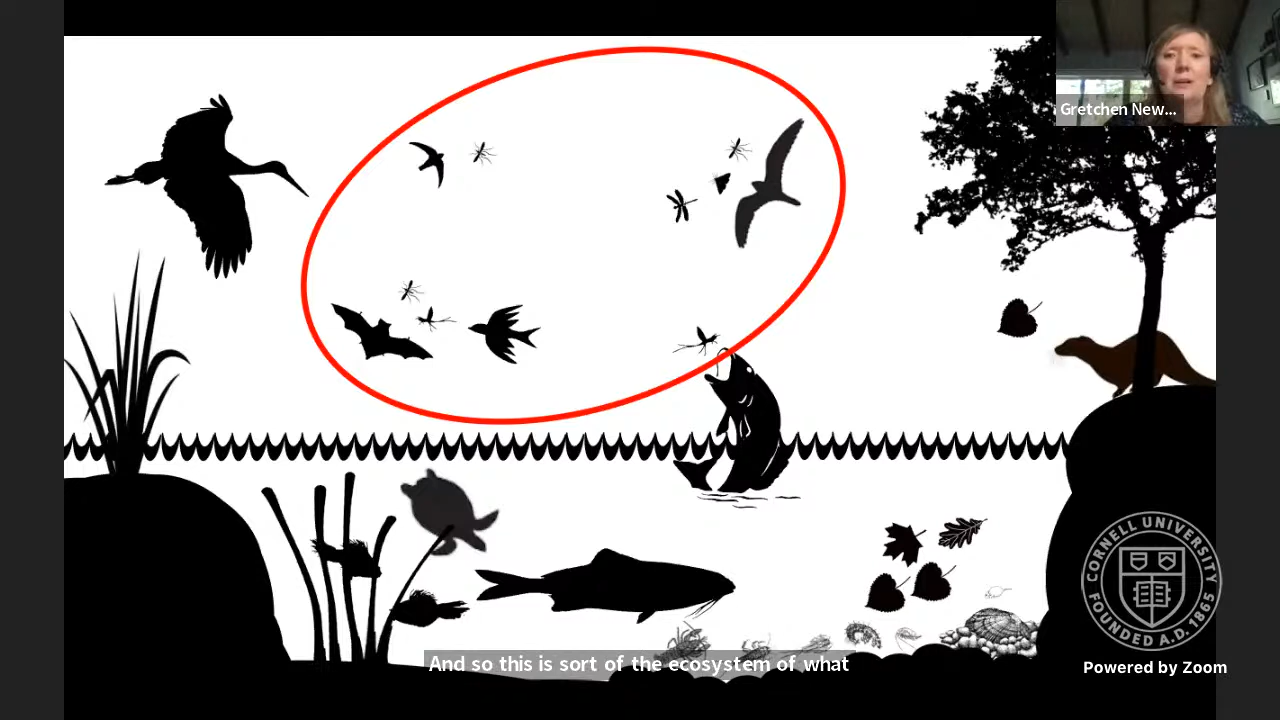 Gretchen New...
CORNELL UNIVERSITY
FOUNDED A.D. 1865
And so this is sort of the ecosystem of what
Powered by Zoom